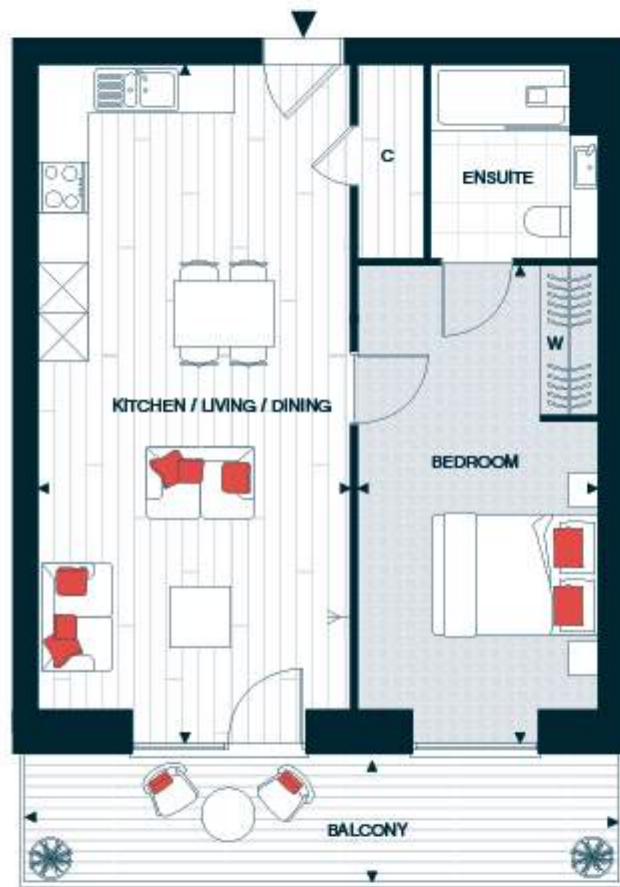 C
ENSUITE
W
KITCHEN / LIVING / DINING
BEDROOM
BALCONY